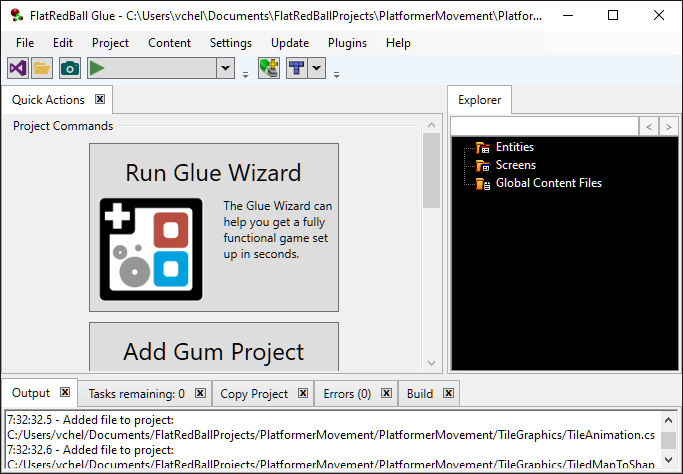 FlatRedBall Glue - C:\Users\vchel\Documents\FlatRedBallProjects\PlatformerMovement\Platfor...
File Edit Project Content Settings Update Plugins Help
Quick Actions
Explorer
Project Commands
< >
Run Glue Wizard
The Glue Wizard can
help you get a fully
functional game set
up in seconds.
Entities
Screens
Global Content Files
Add Gum Project
Output Tasks remaining: 0 Copy Project Errors (0) Build
7:32:32.5 - Added file to project:
C:/Users/vchel/Documents/FlatRedBallProjects/PlatformerMovement/PlatformerMovement/TileGraphics/TileAnimation.cs
7:32:32.6 - Added file to project:
C:/Users/vchel/Documents/FlatRedBallProjects/PlatformerMovement/PlatformerMovement/TileGraphics/TiledMapToShap